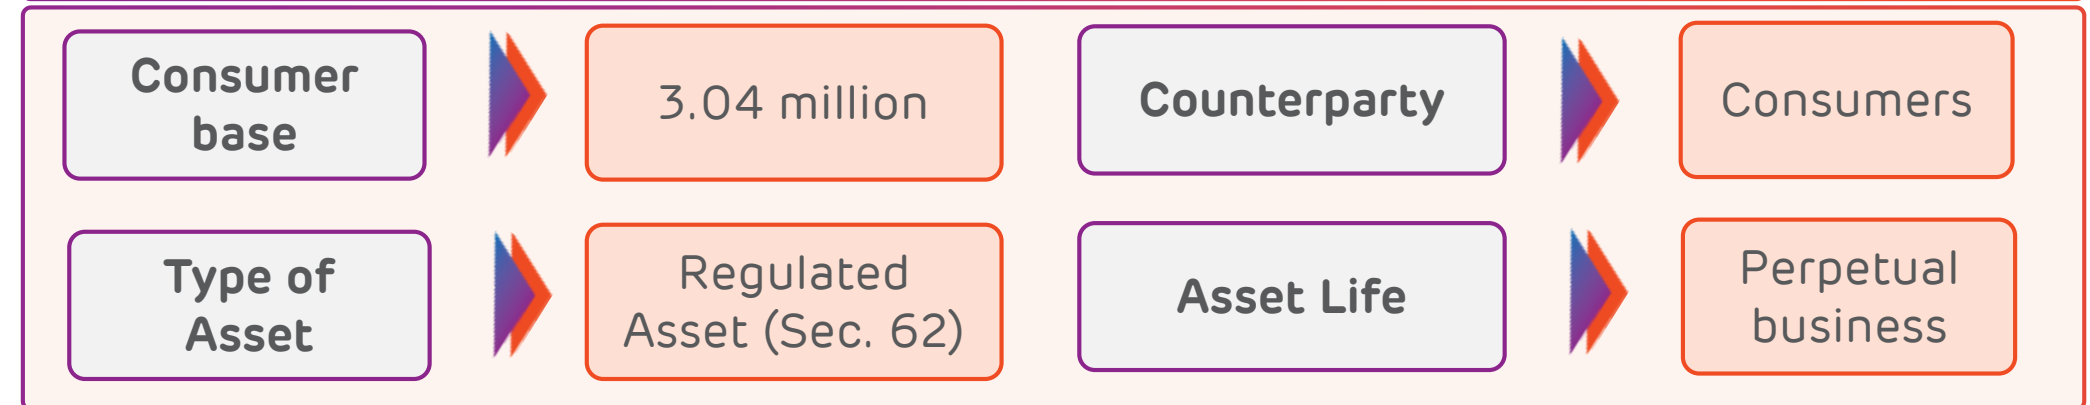 Consumer
base
3.04 million
Counterparty
Consumers
Type of
Asset
Regulated
Asset (Sec. 62)
Asset Life
Perpetual
business